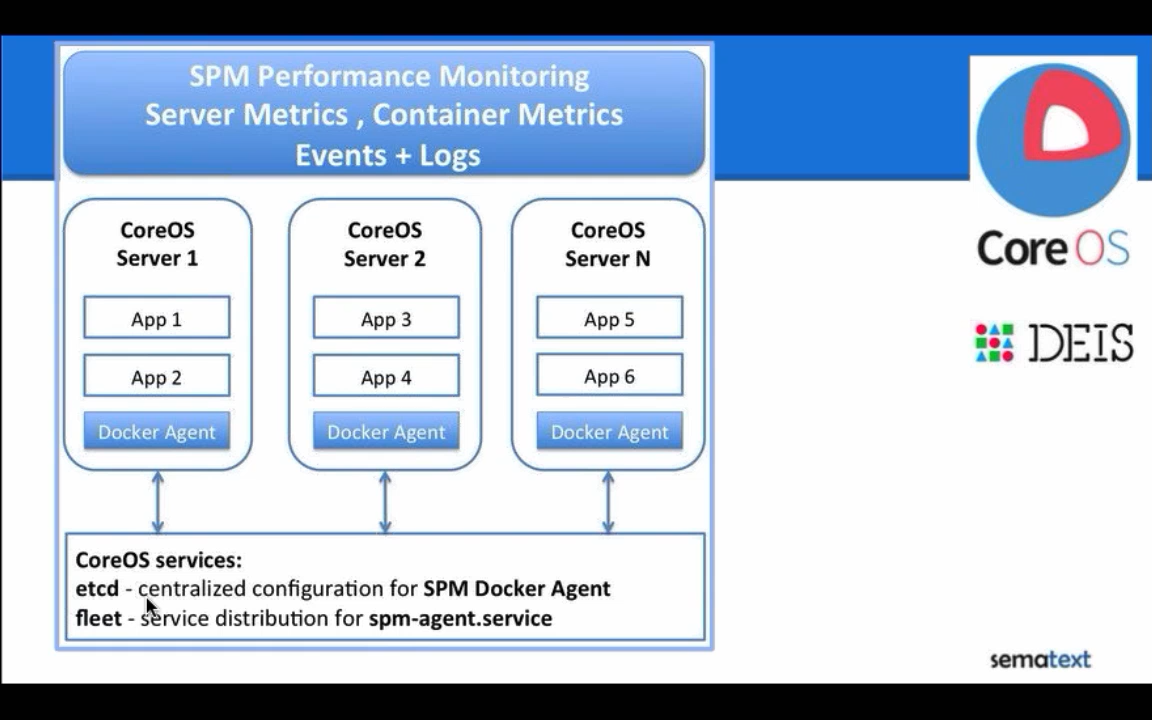 SPM Performance Monitoring
Server Metrics , Container Metrics
Events + Logs
CoreOS
Server 1
App 1
App 2
Docker Agent
CoreOS
Server 2
App 3
App 4
Docker Agent
CoreOS
Server N
App 5
App 6
Docker Agent
CoreOS services:
etcd - centralized configuration for SPM Docker Agent
fleet - service distribution for spm-agent.service
CoreOS
DEIS
sematext